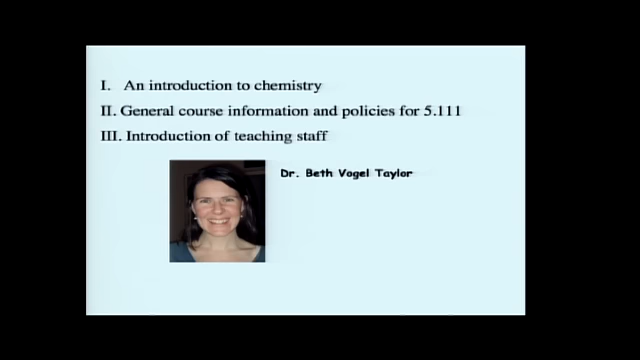 I. An introduction to chemistry
II. General course information and policies for 5.111
III. Introduction of teaching staff
Dr. Beth Vogel Taylor